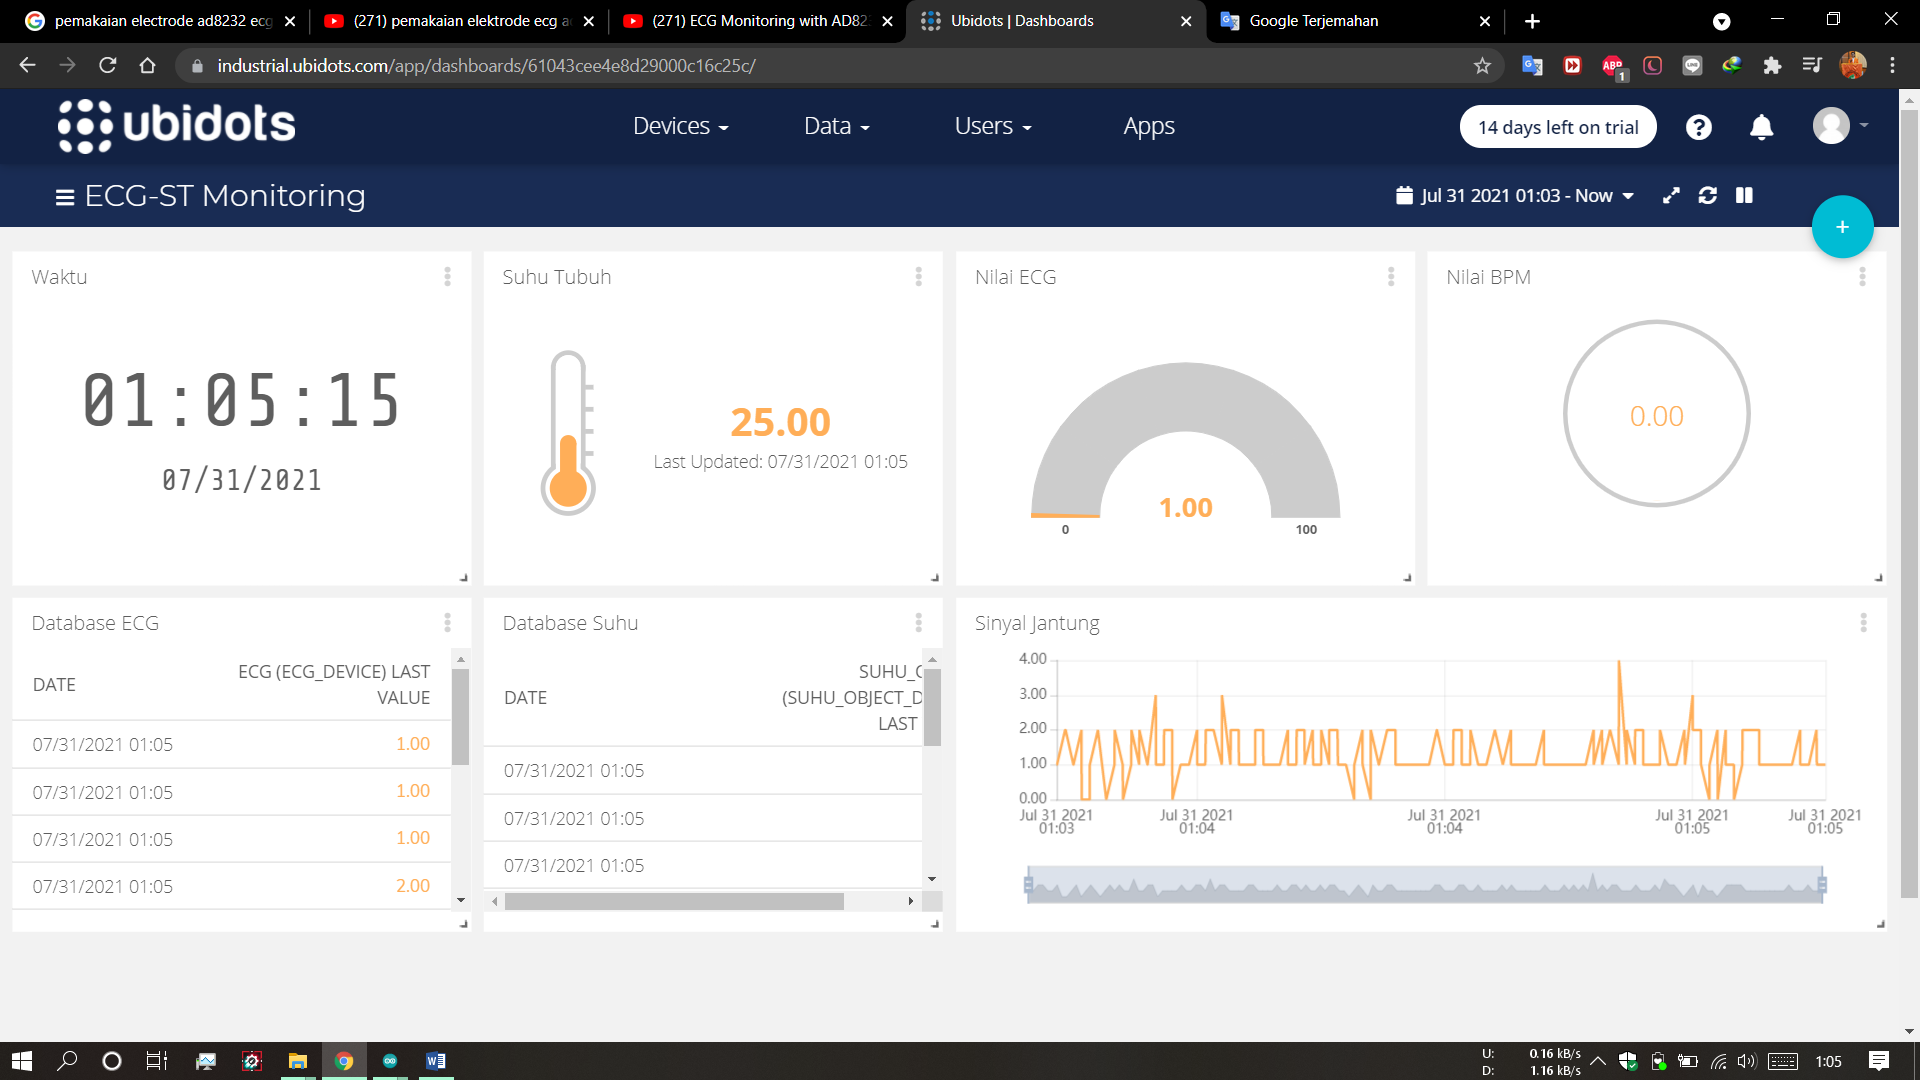 pemakaian electrode ad8232 ecg
(271) pemakaian elektrode ecg a
(271) ECG Monitoring with AD82
Ubidots | Dashboards
Google Terjemahan
industrial.ubidots.com/app/dashboards/61043cee4e8d29000c16c25c/
ABP
1
ubidots
Devices
Data
Users
Apps
14 days left on trial
ECG-ST Monitoring
Jul 31 2021 01:03 - Now
Waktu
01:05:15
07/31/2021
Suhu Tubuh
25.00
Last Updated: 07/31/2021 01:05
Nilai ECG
1.00
0
100
Nilai BPM
0.00
Database ECG
DATE
ECG (ECG_DEVICE) LAST
VALUE
07/31/2021 01:05 1.00
07/31/2021 01:05 1.00
07/31/2021 01:05 1.00
07/31/2021 01:05 2.00
Database Suhu
DATE
SUHU_O
(SUHU_OBJECT_D
LAST
07/31/2021 01:05
07/31/2021 01:05
07/31/2021 01:05
Sinyal Jantung
4.00
3.00
2.00
1.00
0.00
Jul 31 2021
01:03
Jul 31 2021
01:04
Jul 31 2021
01:04
Jul 31 2021
01:05
Jul 31 2021
01:05
U: 0.16 kB/s
D: 1.16 kB/s
1:05